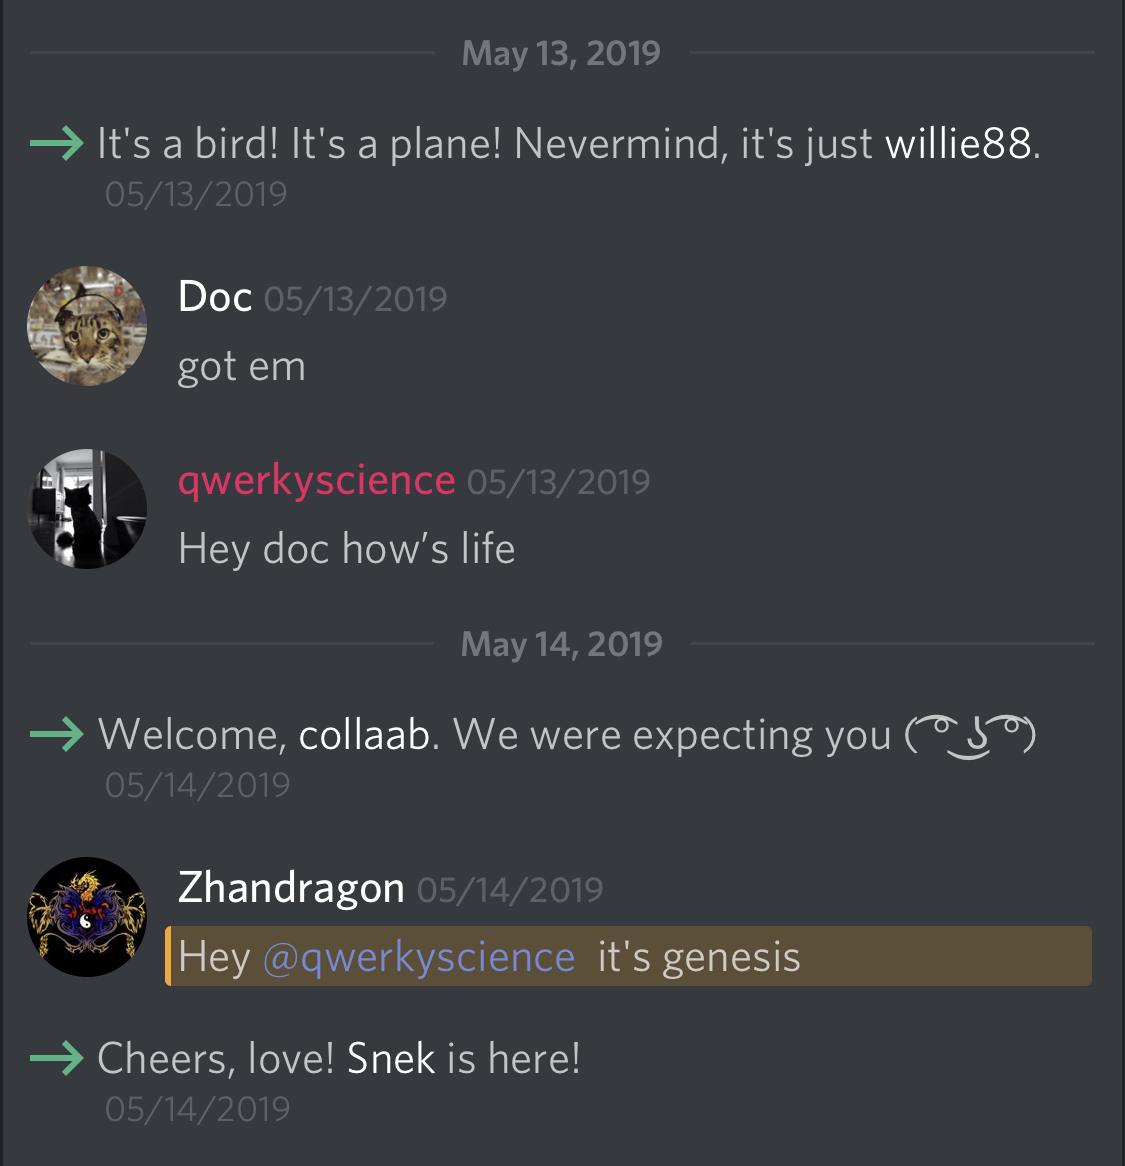 May 13, 2019
It's a bird! It's a plane! Nevermind, it's just willie88.
05/13/2019
Doc 05/13/2019
got em
qwerkyscience 05/13/2019
Hey doc how’s life
May 14, 2019
Welcome, collaab. We were expecting you ( ͡° ͜ʖ ͡°)
05/14/2019
Zhandragon 05/14/2019
Hey @qwerkyscience  it's genesis
Cheers, love! Snek is here!
05/14/2019